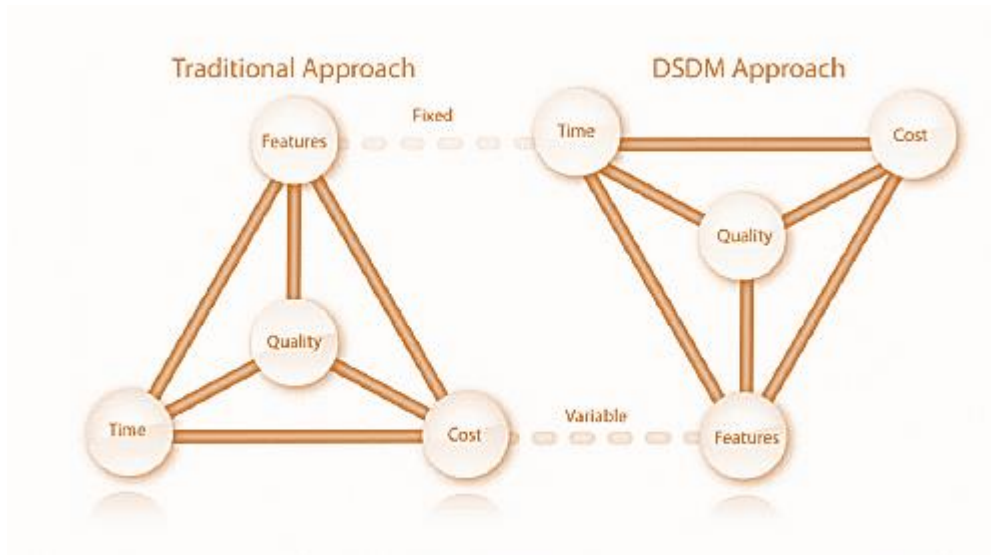 Traditional Approach
DSDM Approach
Fixed
Features
Time
Cost
Quality
Quality
Time
Cost
Variable
Features